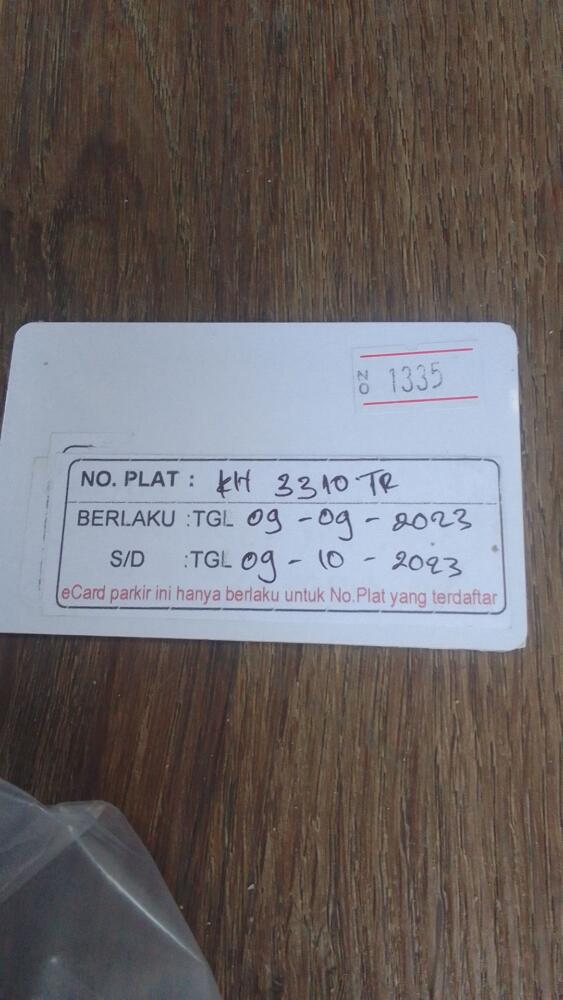 NO 1335
NO. PLAT : KH 3310 TR
BERLAKU :TGL 09-09-2023
S/D :TGL 09-10-2023
eCard parkir ini hanya berlaku untuk No.Plat yang terdaftar